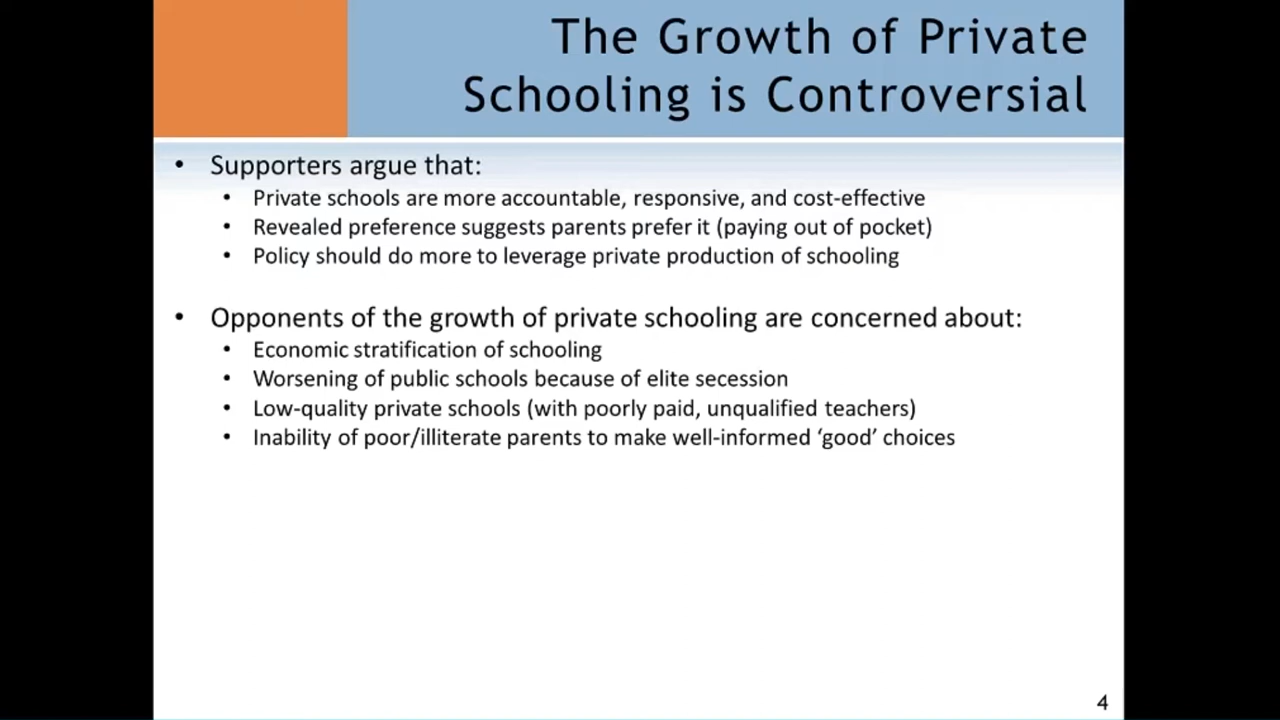 The Growth of Private
Schooling is Controversial
• Supporters argue that:
• Private schools are more accountable, responsive, and cost-effective
• Revealed preference suggests parents prefer it (paying out of pocket)
• Policy should do more to leverage private production of schooling
• Opponents of the growth of private schooling are concerned about:
• Economic stratification of schooling
• Worsening of public schools because of elite secession
• Low-quality private schools (with poorly paid, unqualified teachers)
• Inability of poor/illiterate parents to make well-informed ‘good’ choices
4